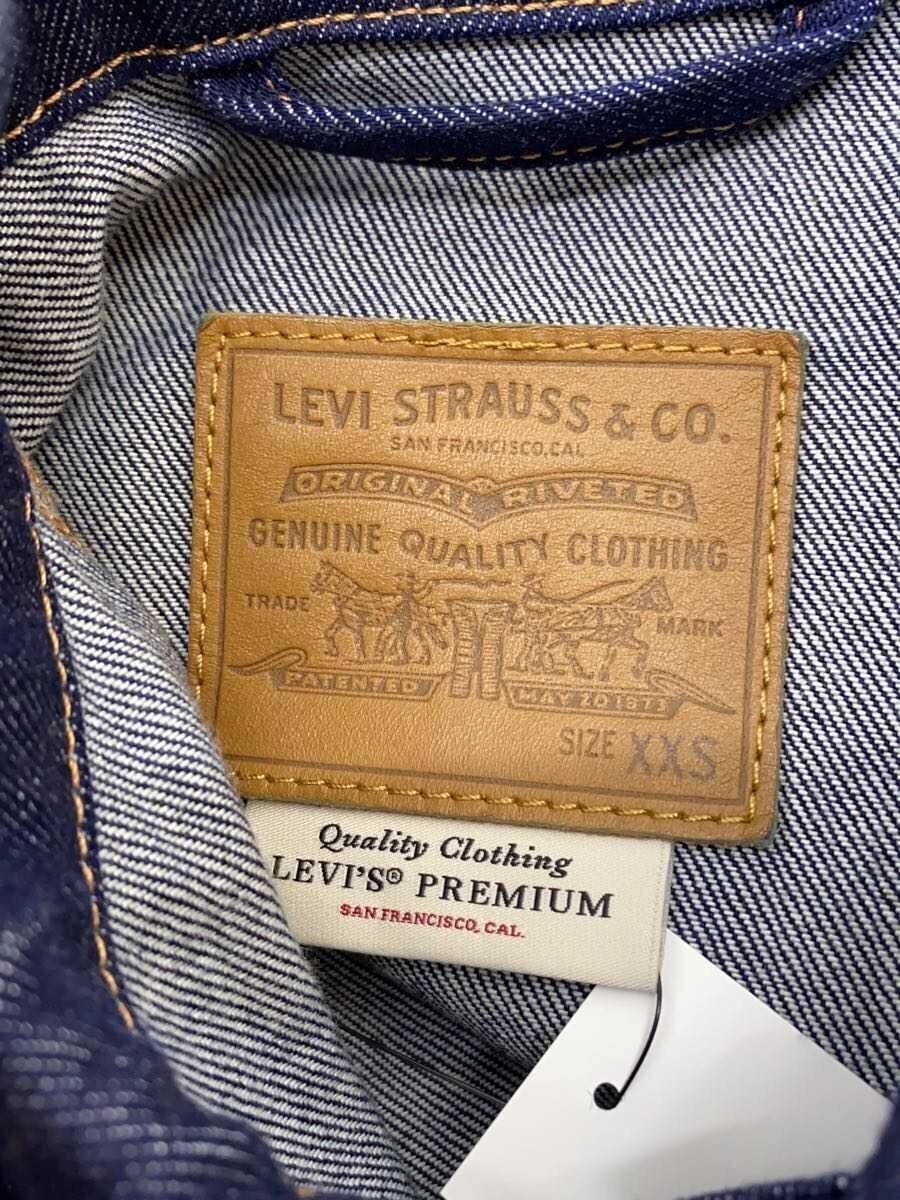 LEVI STRAUSS & CO.
SAN FRANCISCO, CAL
ORIGINAL ® RIVETED
GENUINE QUALITY CLOTHING
TRADE MARK
PATENTED MAY 20 1873
SIZE XXS
Quality Clothing
LEVI'S® PREMIUM
SAN FRANCISCO, CAL.